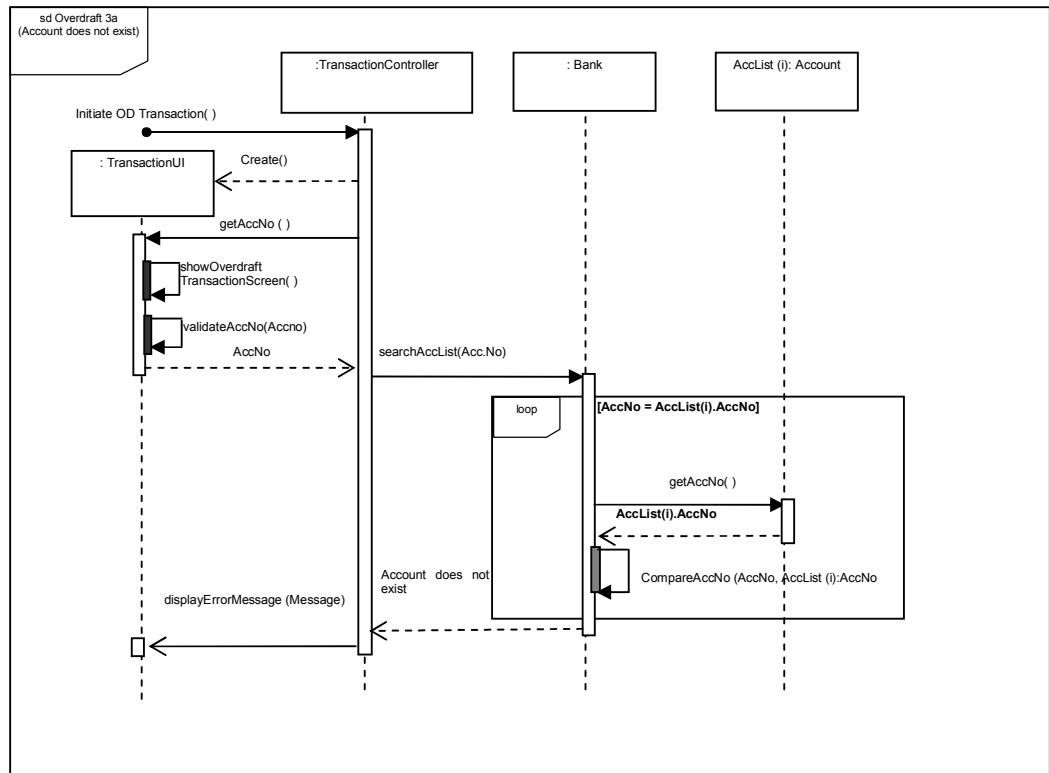 sd Overdraft 3a
(Account does not exist)
:TransactionController
: Bank
AccList (i): Account
Initiate OD Transaction( )
: TransactionUI
Create()
getAccNo ( )
showOverdraft
TransactionScreen( )
validateAccNo(Accno)
AccNo
searchAccList(Acc.No)
loop
[AccNo = AccList(i).AccNo]
getAccNo( )
AccList(i).AccNo
CompareAccNo (AccNo, AccList (i):AccNo
Account does not
exist
displayErrorMessage (Message)